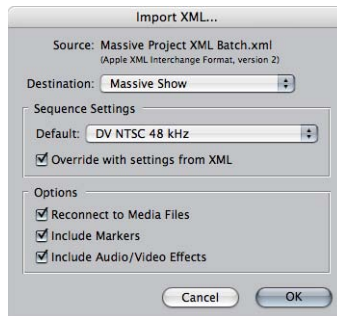 Import XML...
Source: Massive Project XML Batch.xml
(Apple XML Interchange Format, version 2)
Destination: Massive Show
Sequence Settings
Default: DV NTSC 48 kHz
Override with settings from XML
Options
Reconnect to Media Files
Include Markers
Include Audio/Video Effects
Cancel OK